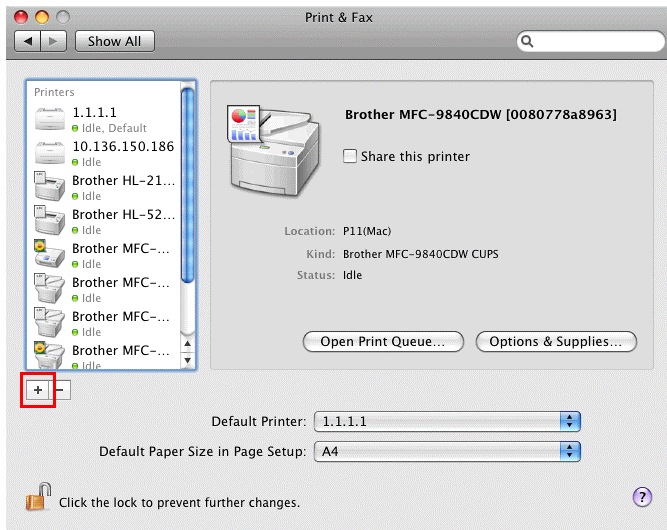 Print & Fax
Show All
Printers
1.1.1.1
Idle, Default
10.136.150.186
Idle
Brother HL-21...
Idle
Brother HL-52...
Idle
Brother MFC-...
Idle
Brother MFC-...
Idle
Brother MFC-...
Idle
Brother MFC-...
Idle
+ −
Brother MFC-9840CDW [0080778a8963]
Share this printer
Location: P11(Mac)
Kind: Brother MFC-9840CDW CUPS
Status: Idle
Open Print Queue... Options & Supplies...
Default Printer: 1.1.1.1
Default Paper Size in Page Setup: A4
Click the lock to prevent further changes.
?